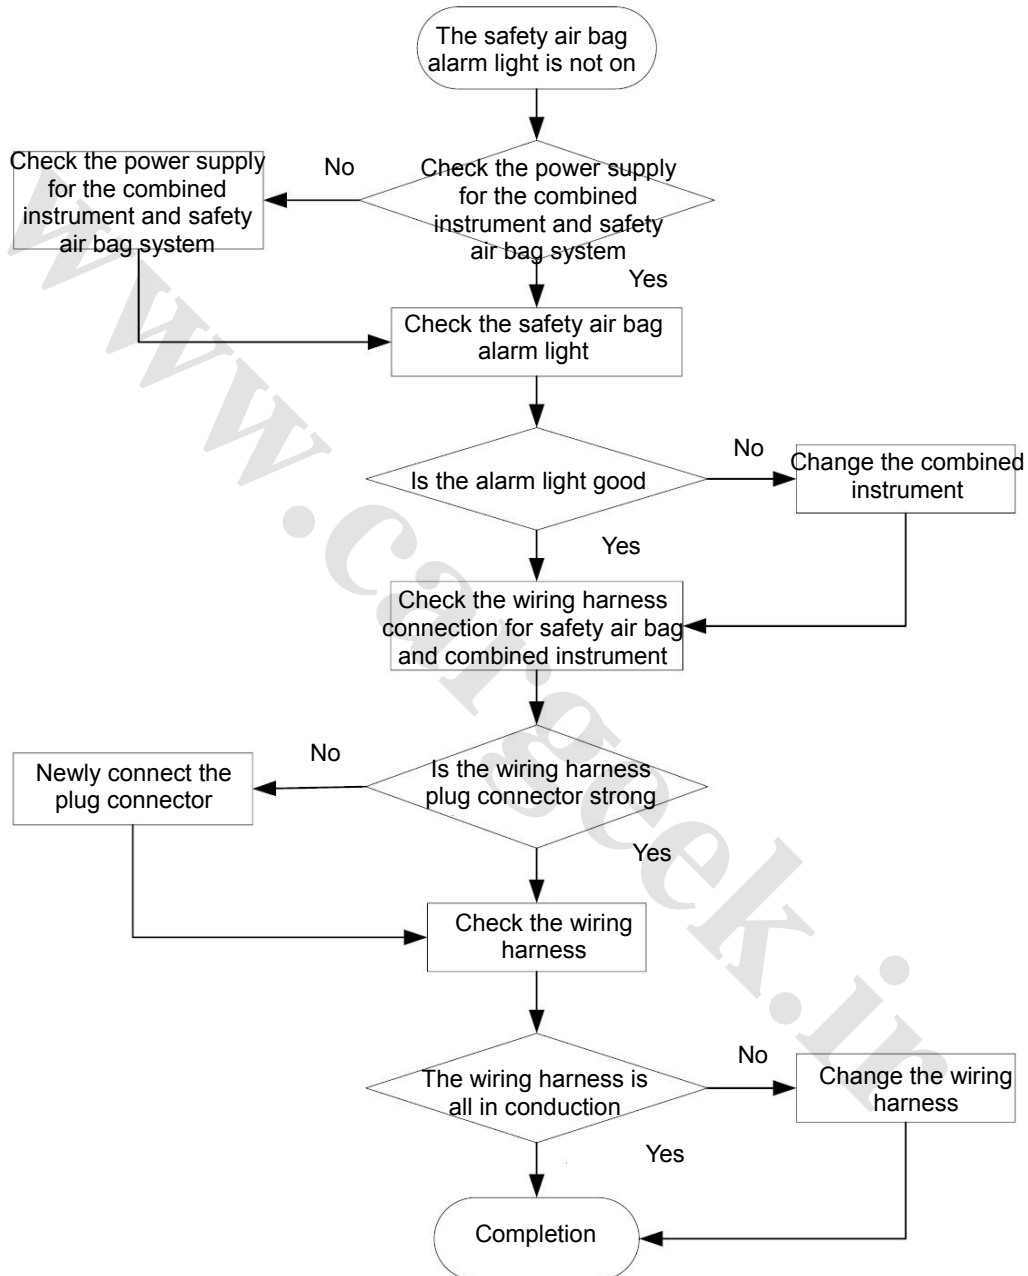 The safety air bag
alarm light is not on
No
Check the power supply
for the combined
instrument and safety
air bag system
Check the power supply
for the combined
instrument and safety
air bag system
Yes
Check the safety air bag
alarm light
Is the alarm light good
No
Change the combined
instrument
Yes
Check the wiring harness
connection for safety air bag
and combined instrument
Is the wiring harness
plug connector strong
No
Newly connect the
plug connector
Yes
Check the wiring
harness
The wiring harness is
all in conduction
No
Change the wiring
harness
Yes
Completion
www.cargeek.ir